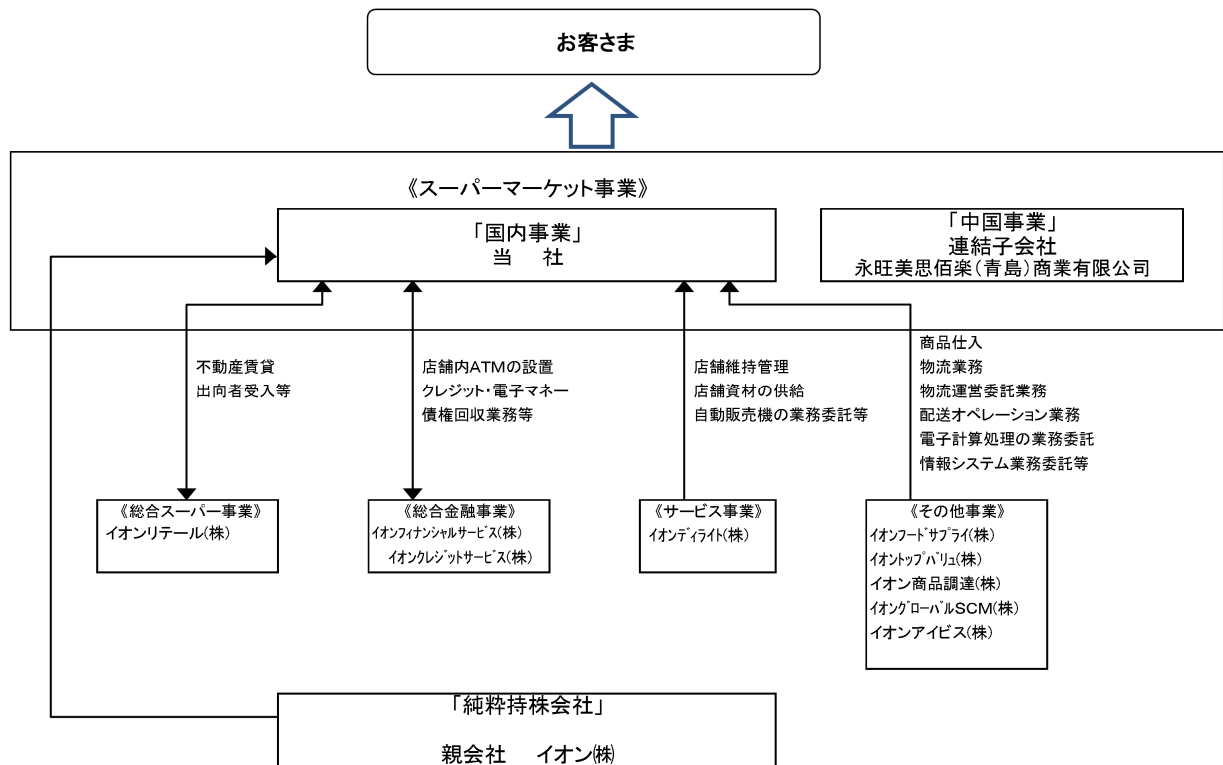 お客さま
《スーパーマーケット事業》
「国内事業」
当　社
「中国事業」
連結子会社
永旺美思佰楽（青島）商業有限公司
不動産賃貸
出向者受入等
店舗内ATMの設置
クレジット・電子マネー
債権回収業務等
店舗維持管理
店舗資材の供給
自動販売機の業務委託等
商品仕入
物流業務
物流運営委託業務
配送オペレーション業務
電子計算処理の業務委託
情報システム業務委託等
《総合スーパー事業》
イオンリテール(株)
《総合金融事業》
ｲｵﾝﾌｨﾅﾝｼｬﾙｻｰﾋﾞｽ(株)
ｲｵﾝｸﾚｼﾞｯﾄｻｰﾋﾞｽ(株)
《サービス事業》
ｲｵﾝﾃﾞｨﾗｲﾄ(株)
《その他事業》
ｲｵﾝﾌｰﾄﾞｻﾌﾟﾗｲ(株)
ｲｵﾝﾄｯﾌﾟﾊﾞﾘｭ(株)
イオン商品調達(株)
ｲｵﾝｸﾞﾛｰﾊﾞﾙSCM(株)
イオンアイビス(株)
「純粋持株会社」
親会社　イオン㈱